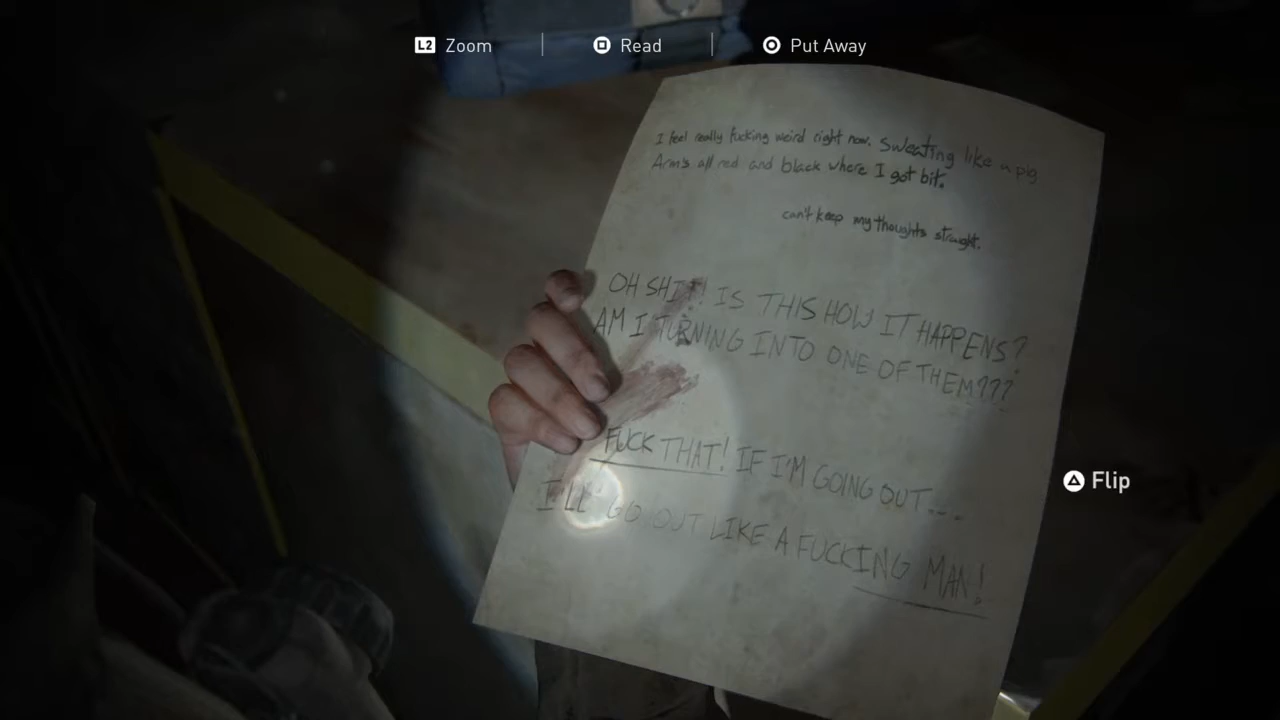 L2 Zoom
Read
Put Away
I feel really fucking weird right now. Sweating like a pig
Arm's all red and black where I got bit.
can't keep my thoughts straight.
OH SHIT! IS THIS HOW IT HAPPENS?
AM I TURNING INTO ONE OF THEM???
FUCK THAT! IF I'M GOING OUT...
I'LL GO OUT LIKE A FUCKING MAN!
Flip